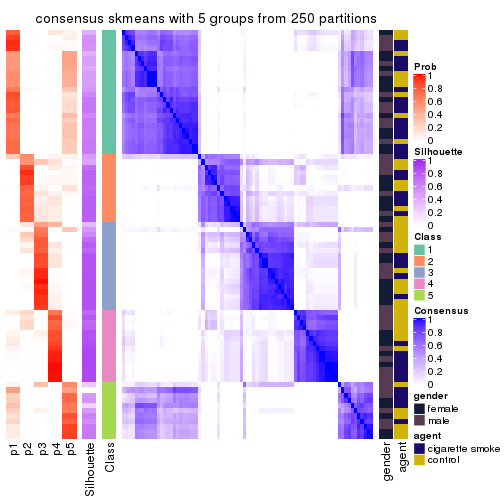 consensus skmeans with 5 groups from 250 partitions
Prob
1
0.8
0.6
0.4
0.2
0
Silhouette
1
0.8
0.6
0.4
0.2
0
Class
1
2
3
4
5
Consensus
1
0.8
0.6
0.4
0.2
0
gender
female
male
agent
cigarette smoke
control
p1
p2
p3
p4
p5
Silhouette
Class
gender
agent